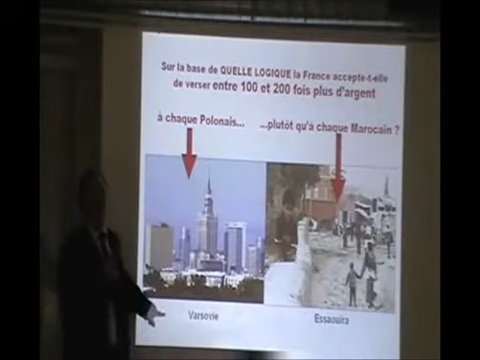 Sur la base de QUELLE LOGIQUE la France accepte-t-elle
de verser entre 100 et 200 fois plus d'argent
à chaque Polonais... ...plutôt qu'à chaque Marocain ?
Varsovie Essaouira